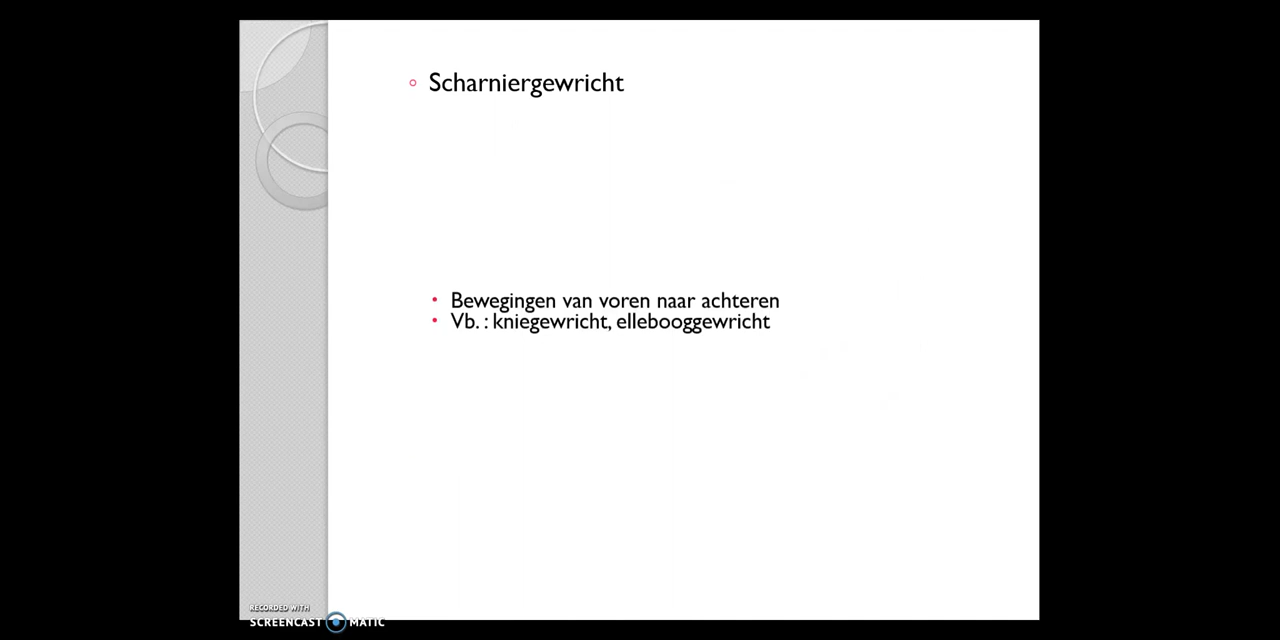 Scharniergewricht
Bewegingen van voren naar achteren
Vb. : kniegewricht, ellebooggewricht
RECORDED WITH
SCREENCAST MATIC